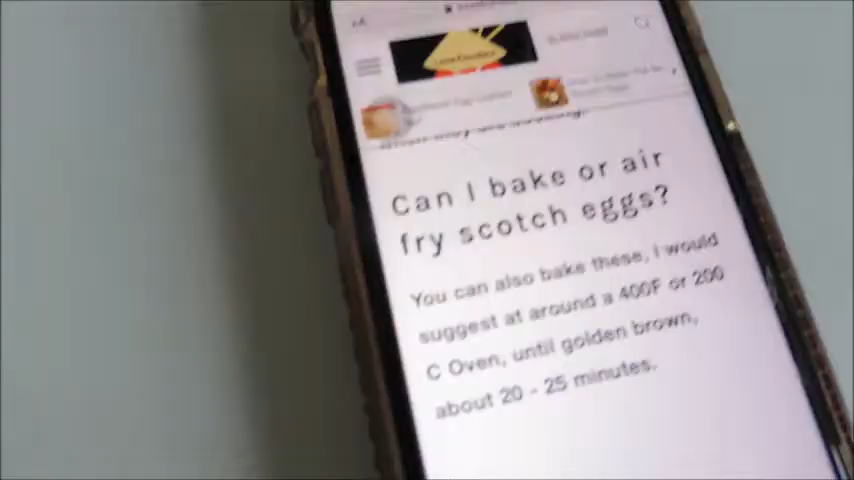 Can I bake or air
fry scotch eggs?
You can also bake these, I would
suggest at around a 400F or 200
C Oven, until golden brown,
about 20 - 25 minutes.